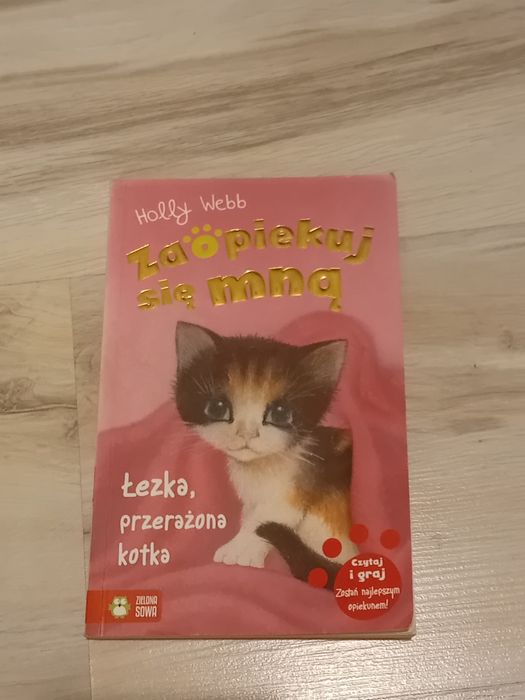 Holly Webb
Zaopiekuj
się mną
Łezka,
przerażona
kotka
Czytaj
i graj
Zostań najlepszym
opiekunem!
ZIELONA
SOWA